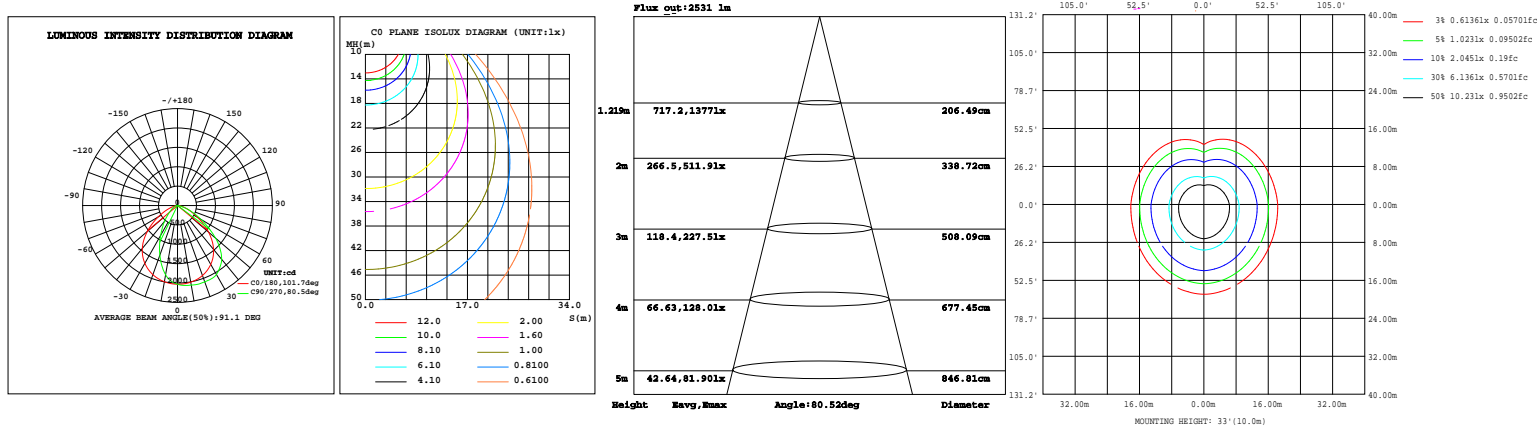 LUMINOUS INTENSITY DISTRIBUTION DIAGRAM
-/+180
-150 150
-120 120
-90 90
-60 60
-30 30
0
0
500
1000
1500
2000
2500
UNIT:cd
C0/180,101.7deg
C90/270,80.5deg
AVERAGE BEAM ANGLE(50%):91.1 DEG
C0 PLANE ISOLUX DIAGRAM (UNIT:lx)
MH(m)
10
14
18
22
26
30
34
38
42
46
50
0.0 17.0 34.0
S(m)
12.0 2.00
10.0 1.60
8.10 1.00
6.10 0.8100
4.10 0.6100
Flux out:2531 lm
1.219m 717.2,1377lx 206.49cm
2m 266.5,511.9lx 338.72cm
3m 118.4,227.5lx 508.09cm
4m 66.63,128.0lx 677.45cm
5m 42.64,81.90lx 846.81cm
Height Eavg,Emax Angle:80.52deg Diameter
105.0' 52.5' 0.0' 52.5' 105.0'
131.2' 40.00m
105.0' 32.00m
78.7' 24.00m
52.5' 16.00m
26.2' 8.00m
0.0' 0.00m
26.2' 8.00m
52.5' 16.00m
78.7' 24.00m
105.0' 32.00m
131.2' 40.00m
32.00m 16.00m 0.00m 16.00m 32.00m
MOUNTING HEIGHT: 33'(10.0m)
3% 0.6136lx 0.05701fc
5% 1.023lx 0.09502fc
10% 2.045lx 0.19fc
30% 6.136lx 0.5701fc
50% 10.23lx 0.9502fc